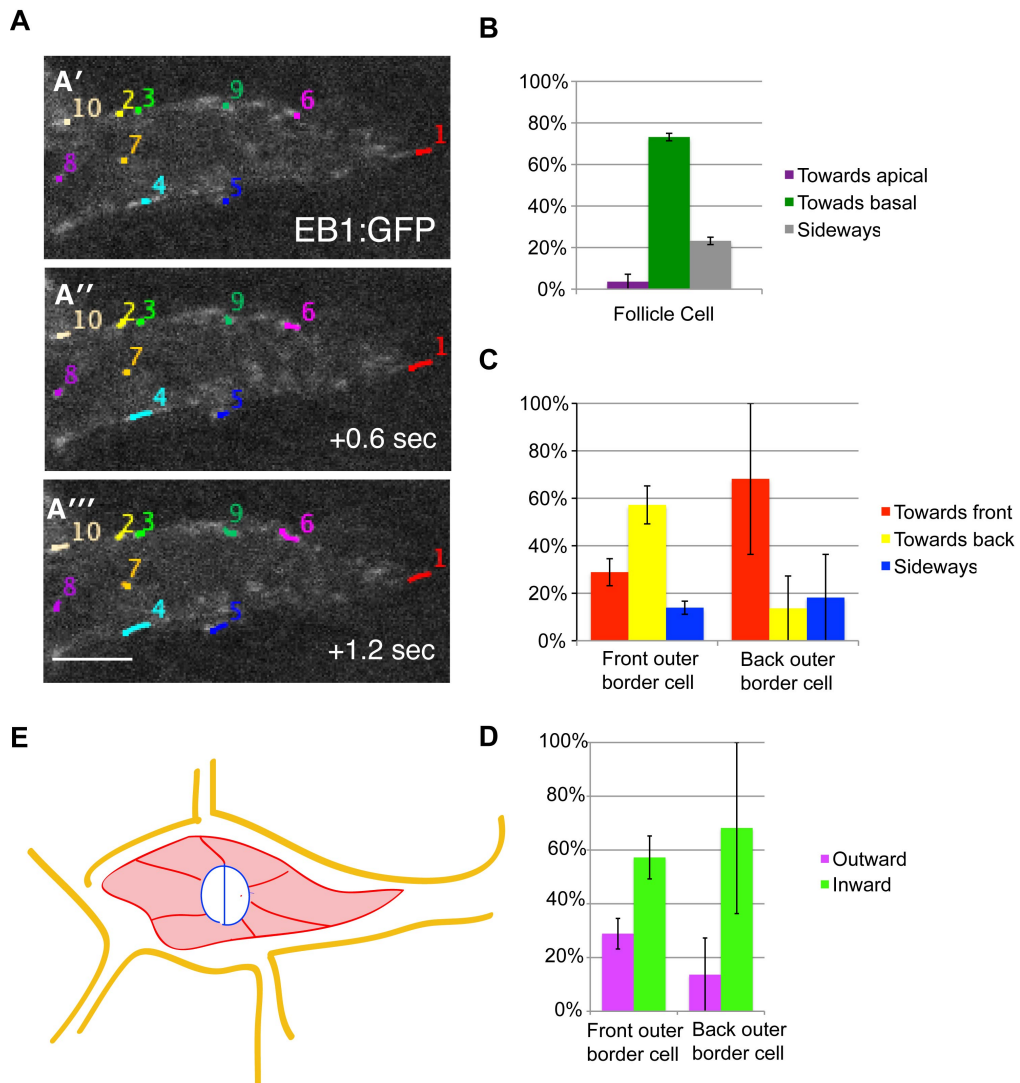 A
A′
10
2
3
9
6
1
7
8
4
5
EB1:GFP
A′′
10
2
3
9
6
1
7
8
4
5
+0.6 sec
A′′′
10
2
3
9
6
1
7
8
4
5
+1.2 sec
B
100%
80%
60%
40%
20%
0%
Follicle Cell
Towards apical
Towads basal
Sideways
C
100%
80%
60%
40%
20%
0%
Front outer
border cell
Back outer
border cell
Towards front
Towards back
Sideways
E
D
100%
80%
60%
40%
20%
0%
Front outer
border cell
Back outer
border cell
Outward
Inward